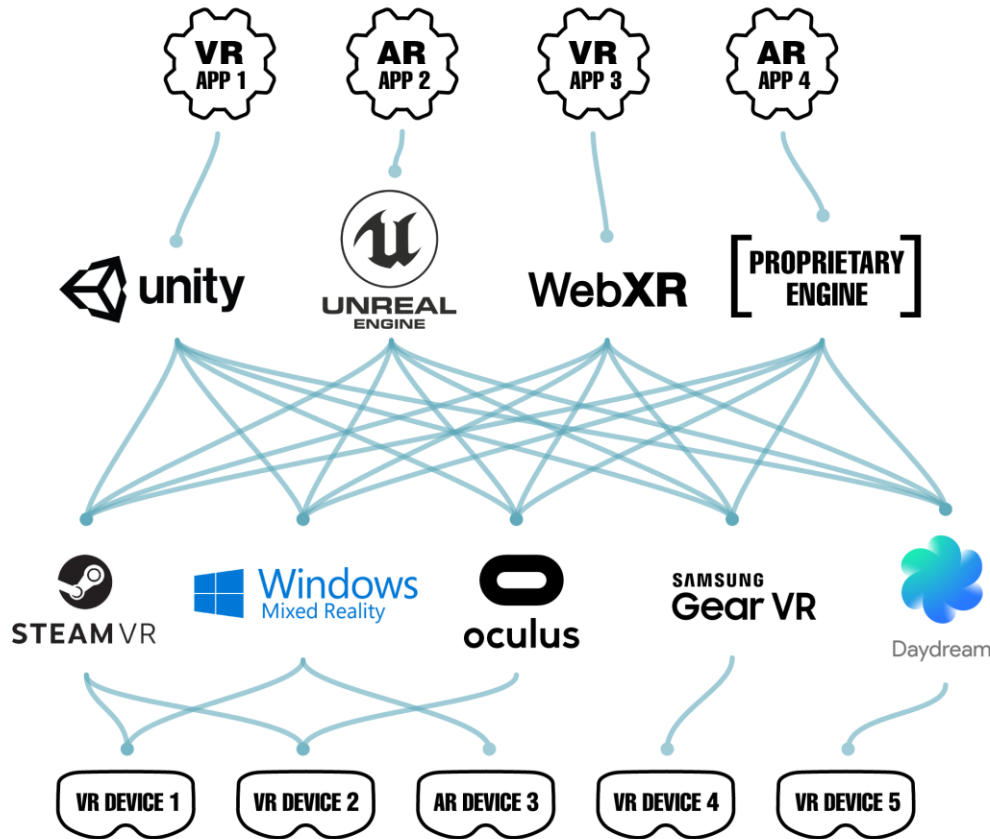 VR
APP 1
AR
APP 2
VR
APP 3
AR
APP 4
unity
UNREAL
ENGINE
WebXR
PROPRIETARY
ENGINE
STEAMVR
Windows
Mixed Reality
oculus
SAMSUNG
Gear VR
Daydream
VR DEVICE 1
VR DEVICE 2
AR DEVICE 3
VR DEVICE 4
VR DEVICE 5